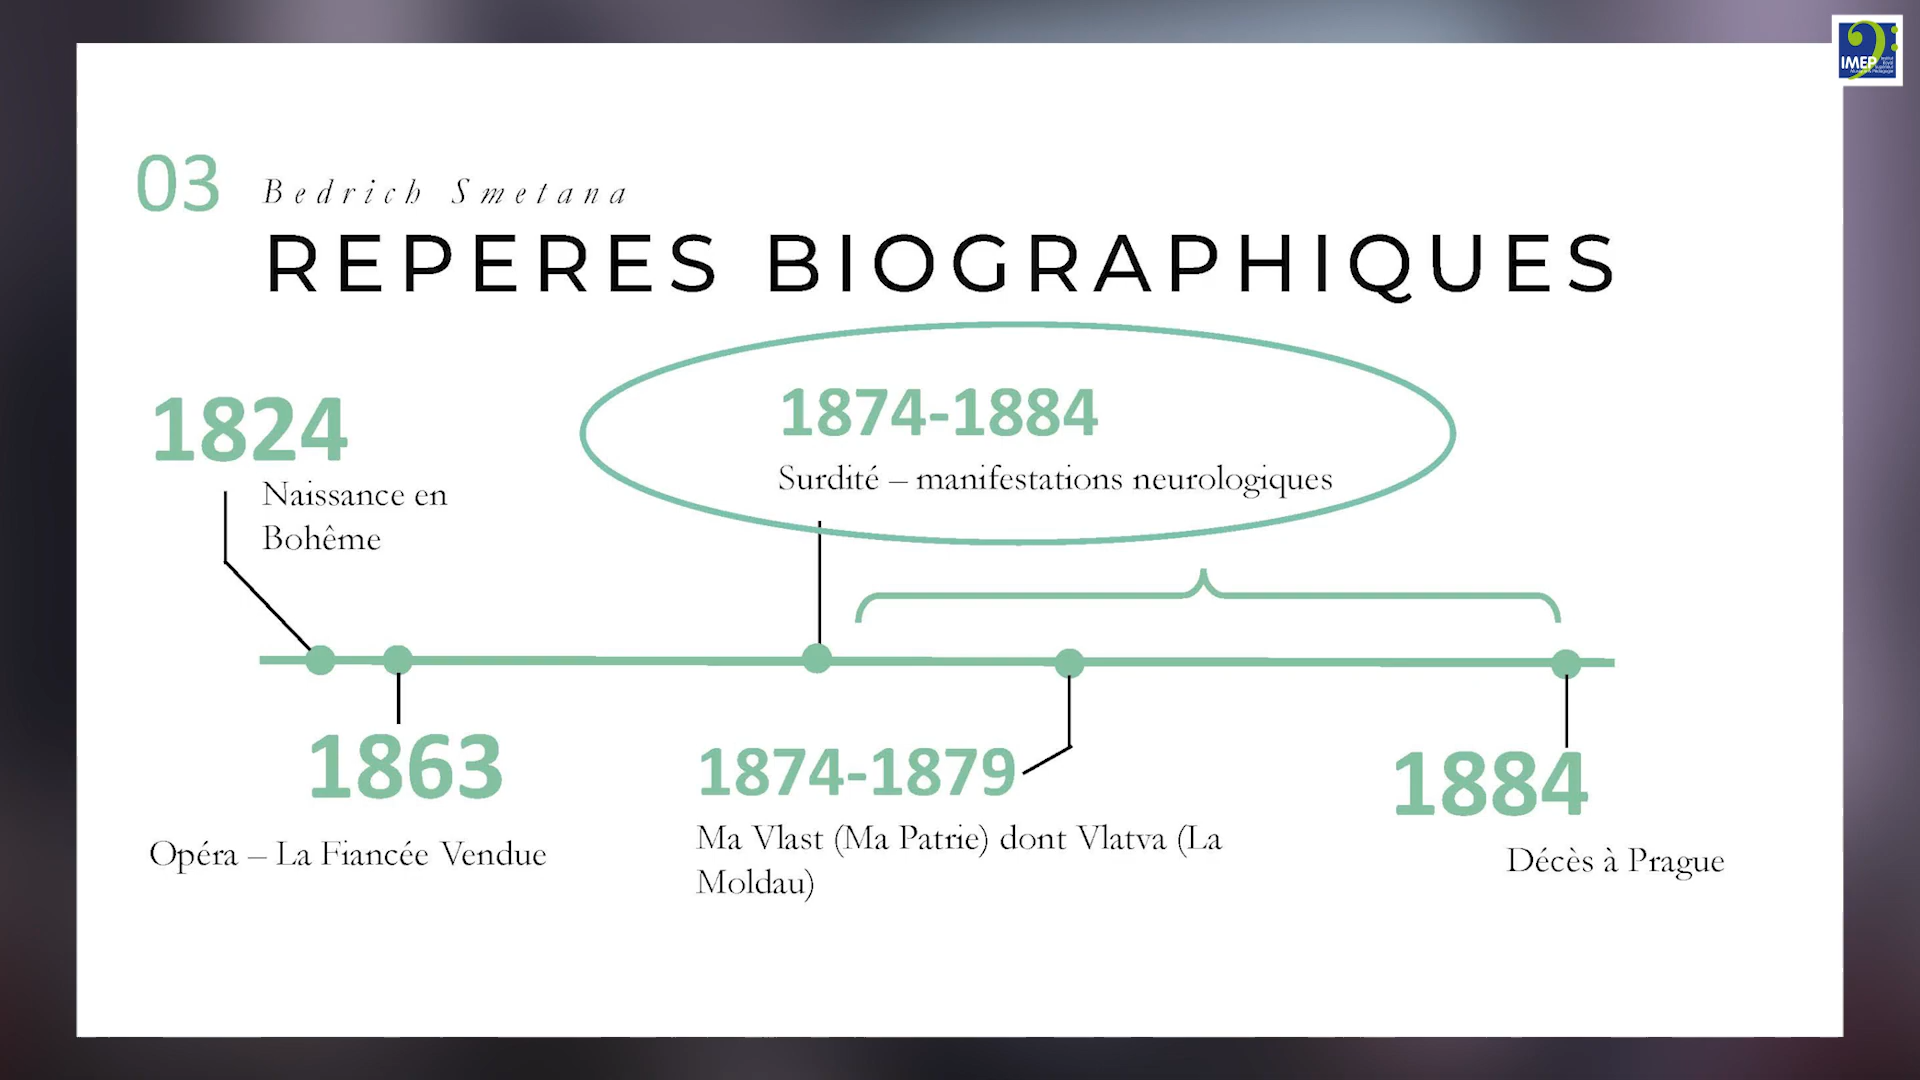 IMEP
03
Bedrich Smetana
REPERES BIOGRAPHIQUES
1824
Naissance en
Bohême
1874-1884
Surdité – manifestations neurologiques
1863
Opéra – La Fiancée Vendue
1874-1879
Ma Vlast (Ma Patrie) dont Vlatva (La
Moldau)
1884
Décès à Prague